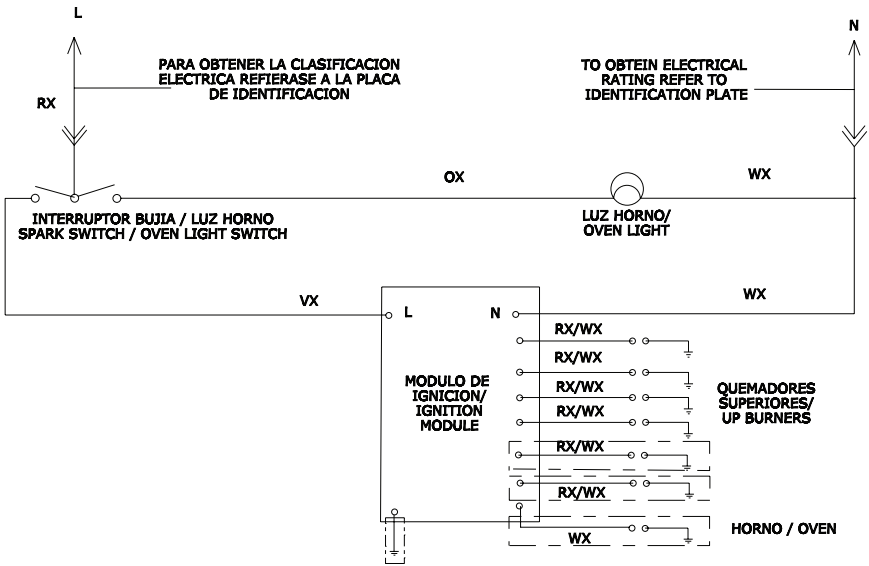 L
N
PARA OBTENER LA CLASIFICACION
ELECTRICA REFIERASE A LA PLACA
DE IDENTIFICACION
TO OBTEIN ELECTRICAL
RATING REFER TO
IDENTIFICATION PLATE
RX
OX
WX
INTERRUPTOR BUJIA / LUZ HORNO
SPARK SWITCH / OVEN LIGHT SWITCH
LUZ HORNO/
OVEN LIGHT
VX
WX
L
N
RX/WX
RX/WX
MODULO DE
IGNICION/
IGNITION
MODULE
RX/WX
RX/WX
QUEMADORES
SUPERIORES/
UP BURNERS
RX/WX
RX/WX
WX
HORNO / OVEN